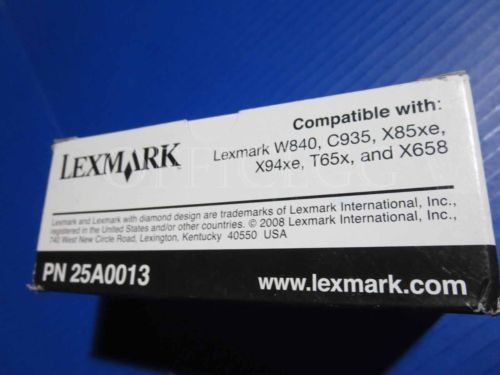 LEXMARK
Compatible with:
Lexmark W840, C935, X85xe,
X94xe, T65x, and X658
Lexmark and Lexmark with diamond design are trademarks of Lexmark International, Inc.,
registered in the United States and/or other countries. © 2008 Lexmark International, Inc.,
740 West New Circle Road, Lexington, Kentucky 40550 USA
PN 25A0013
www.lexmark.com